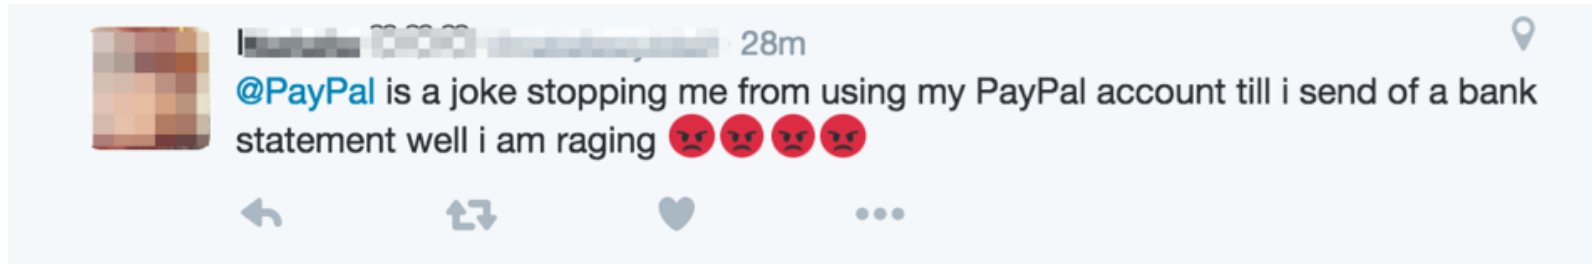 28m
@PayPal is a joke stopping me from using my PayPal account till i send of a bank
statement well i am raging 😡😡😡😡